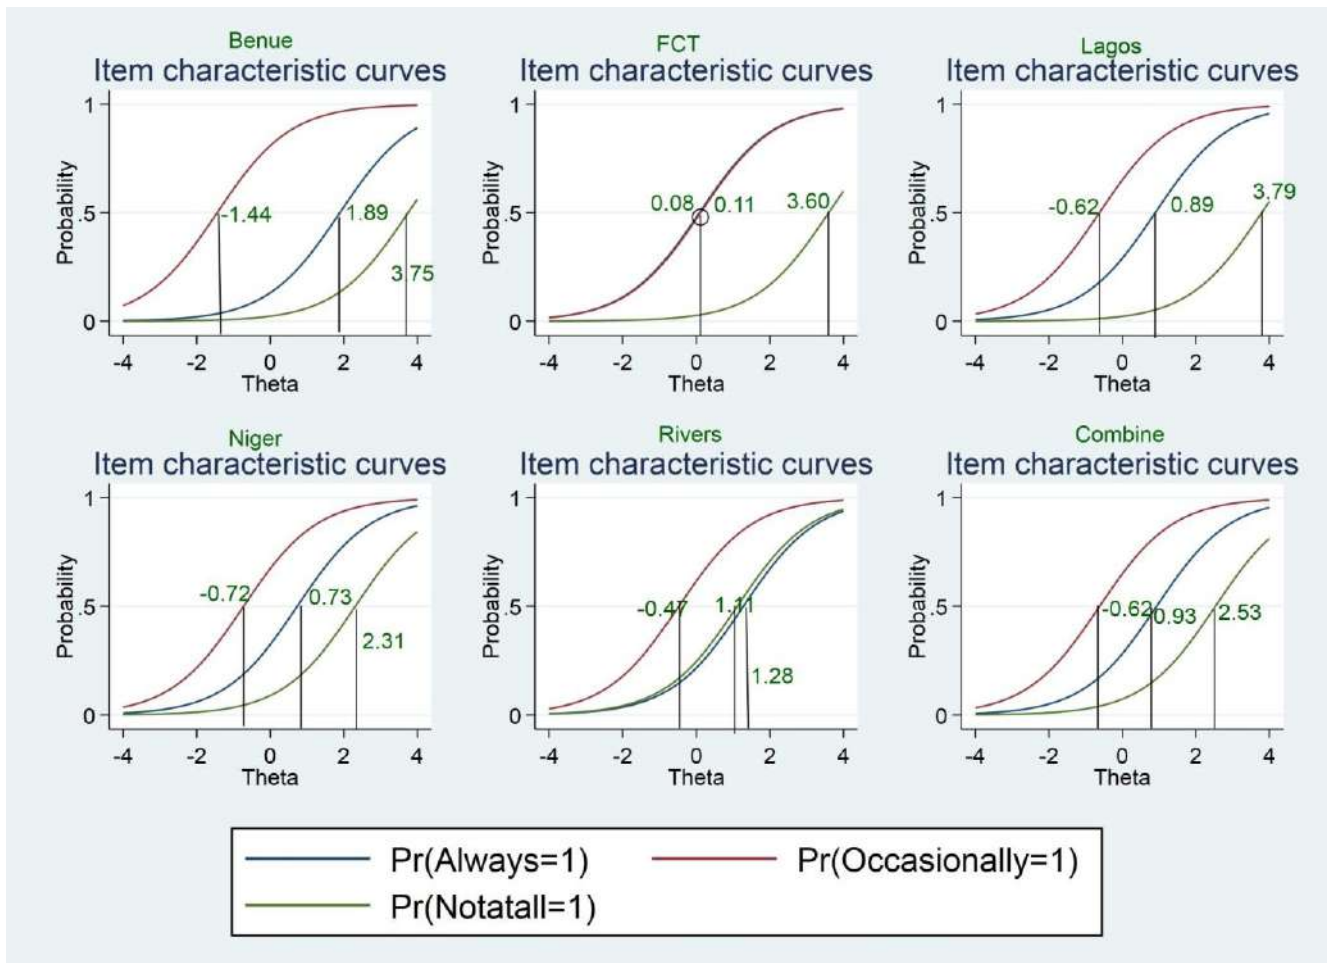 Benue
Item characteristic curves
1
.5
0
Probability
-1.44
1.89
3.75
-4 -2 0 2 4
Theta
FCT
Item characteristic curves
1
.5
0
Probability
0.08 0.11 3.60
-4 -2 0 2 4
Theta
Lagos
Item characteristic curves
1
.5
0
Probability
-0.62
0.89
3.79
-4 -2 0 2 4
Theta
Niger
Item characteristic curves
1
.5
0
Probability
-0.72
0.73
2.31
-4 -2 0 2 4
Theta
Rivers
Item characteristic curves
1
.5
0
Probability
-0.47
1.11
1.28
-4 -2 0 2 4
Theta
Combine
Item characteristic curves
1
.5
0
Probability
-0.62
0.93
2.53
-4 -2 0 2 4
Theta
Pr(Always=1) Pr(Occasionally=1)
Pr(Notatall=1)